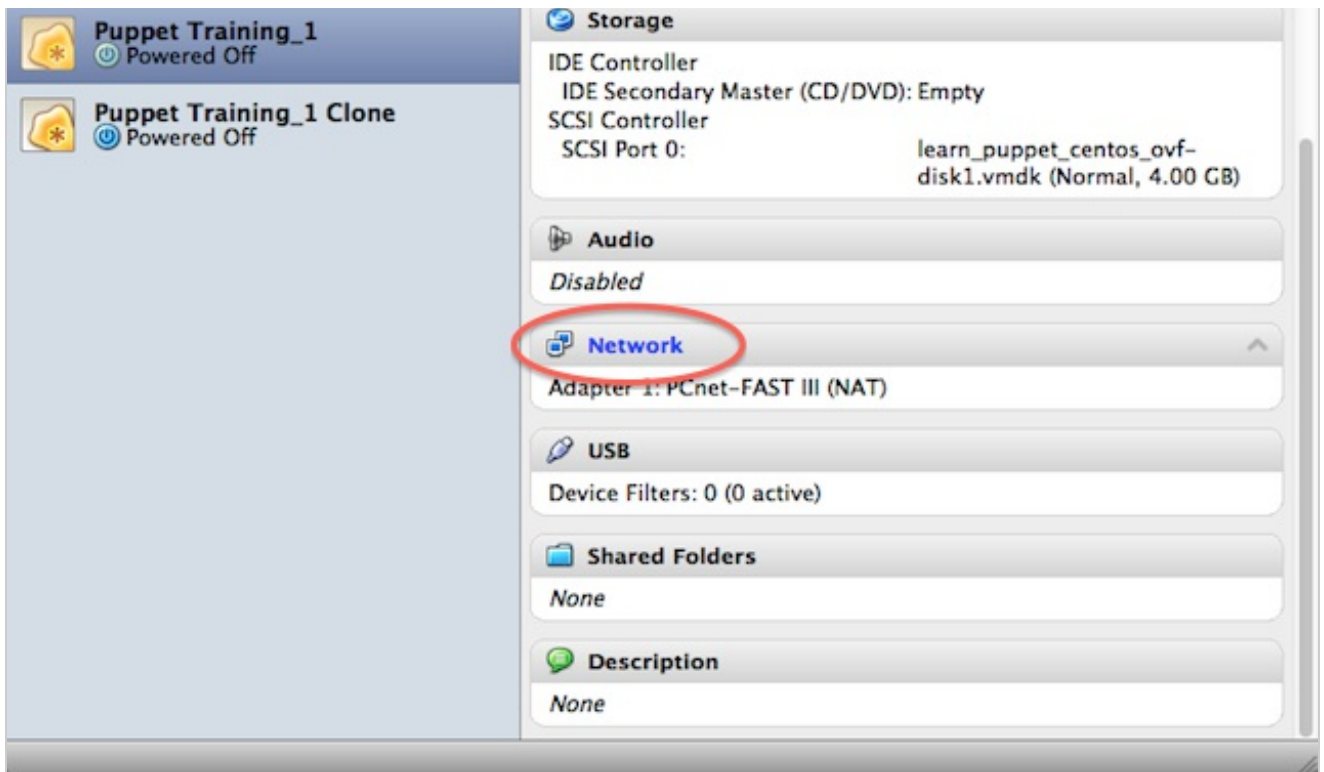 Puppet Training_1
Powered Off
Puppet Training_1 Clone
Powered Off
Storage
IDE Controller
IDE Secondary Master (CD/DVD): Empty
SCSI Controller
SCSI Port 0: learn_puppet_centos_ovf-
disk1.vmdk (Normal, 4.00 GB)
Audio
Disabled
Network
Adapter 1: PCnet-FAST III (NAT)
USB
Device Filters: 0 (0 active)
Shared Folders
None
Description
None